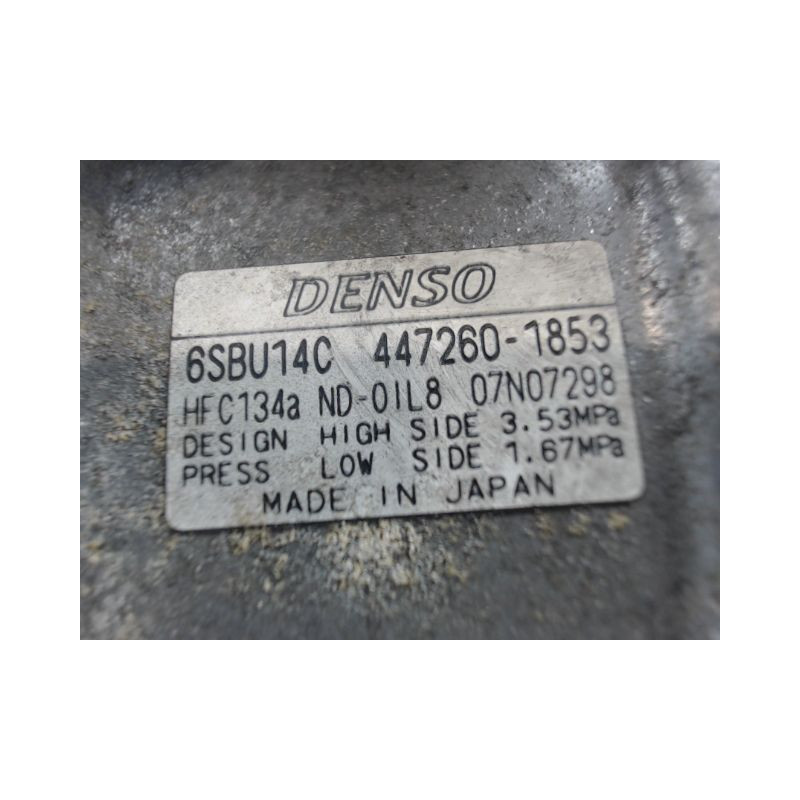 DENSO
6SBU14C 447260-1853
HFC134a ND-OIL8 07N07298
DESIGN HIGH SIDE 3.53MPa
PRESS LOW SIDE 1.67MPa
MADE IN JAPAN